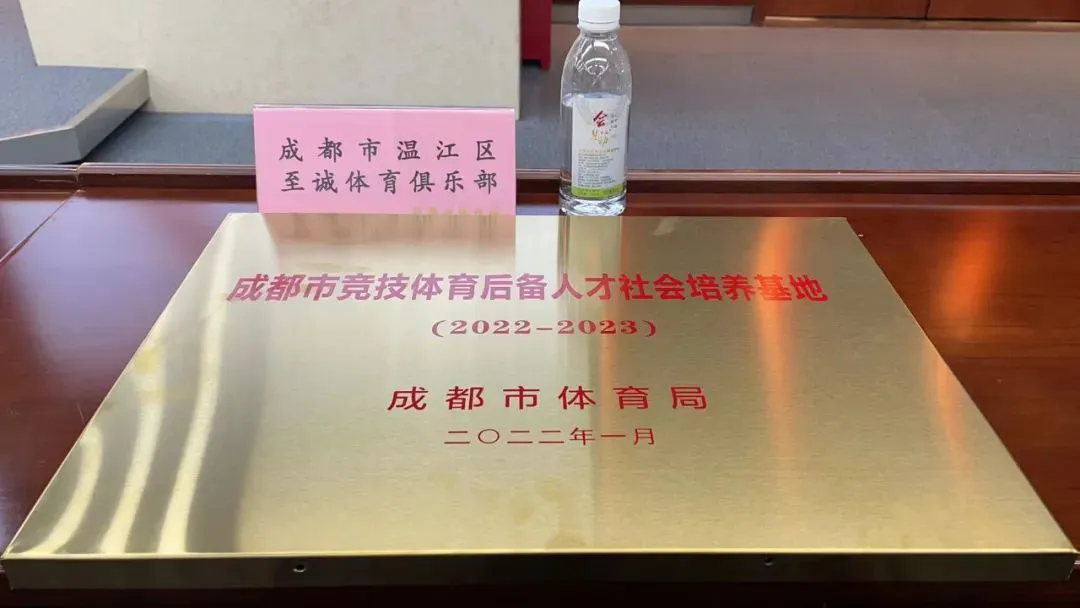 成都市温江区
至诚体育俱乐部
成都市竞技体育后备人才社会培养基地
(2022-2023)
成都市体育局
二〇二二年一月